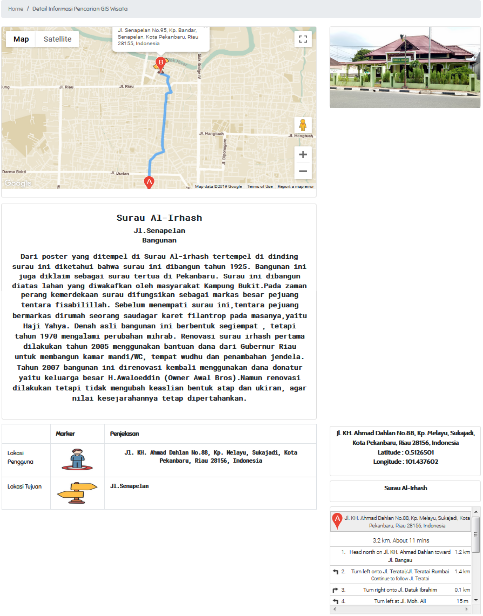 Home / Detail Informasi Pencarian GIS Wisata
Map Satellite
Jl. Senapelan No.95, Kp. Bandar,
Senapelan, Kota Pekanbaru, Riau
28155, Indonesia
B
Jl. Riau
Jl. Riau
A
Google
Map data ©2019 Google Terms of Use Report a map error
Surau Al-Irhash
Jl.Senapelan
Bangunan
Dari poster yang ditempel di Surau Al-irhash tertempel di dinding
surau ini diketahui bahwa surau ini dibangun tahun 1925. Bangunan ini
juga diklaim sebagai surau tertua di Pekanbaru. Surau ini dibangun
diatas lahan yang diwakafkan oleh masyarakat Kampung Bukit.Pada zaman
perang kemerdekaan surau difungsikan sebagai markas besar pejuang
tentara fisabilillah. Sebelum menempati surau ini,tentara pejuang
bermarkas dirumah seorang saudagar karet filantrop pada masanya,yaitu
Haji Yahya. Denah asli bangunan ini berbentuk segiempat , tetapi
tahun 1970 mengalami perubahan mihrab. Renovasi surau irhash pertama
dilakukan tahun 2005 menggunakan bantuan dana dari Gubernur Riau
untuk membangun kamar mandi/WC, tempat wudhu dan penambahan jendela.
Tahun 2007 bangunan ini direnovasi kembali menggunakan dana donatur
yaitu keluarga besar H.Awaloeddin (Owner Awal Bros).Namun renovasi
dilakukan tetapi tidak mengubah keaslian bentuk atap dan ukiran, agar
nilai kesejarahannya tetap dipertahankan.
Marker Penjelasan
Lokasi
Pengguna
Jl. KH. Ahmad Dahlan No.88, Kp. Melayu, Sukajadi, Kota
Pekanbaru, Riau 28156, Indonesia
Lokasi Tujuan
Jl.Senapelan
Jl. KH. Ahmad Dahlan No.88, Kp. Melayu, Sukajadi,
Kota Pekanbaru, Riau 28156, Indonesia
Latitude : 0.5126501
Longitude : 101.437602
Surau Al-Irhash
A
Jl. KH. Ahmad Dahlan No.88, Kp. Melayu, Sukajadi, Kota
Pekanbaru, Riau 28156, Indonesia
3.2 km. About 11 mins
1. Head north on Jl. KH. Ahmad Dahlan toward Jl. Bangau 1.2 km
2. Turn left onto Jl. Teratai/Jl. Teratai Rumbai 1.4 km
Continue to follow Jl. Teratai
3. Turn right onto Jl. Datuk Ibrahim 0.1 km
4. Turn left at Jl. Moh. Ali 15 m